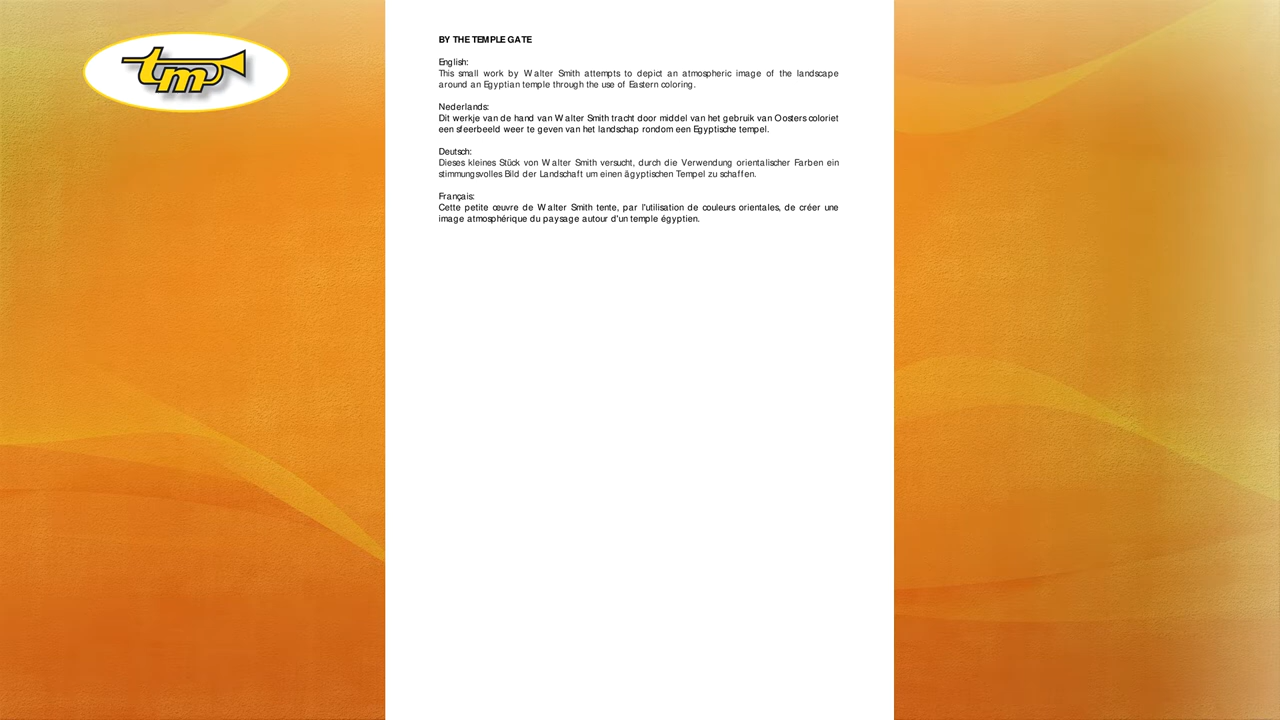 tm
BY THE TEMPLE GATE
English:
This small work by Walter Smith attempts to depict an atmospheric image of the landscape
around an Egyptian temple through the use of Eastern coloring.
Nederlands:
Dit werkje van de hand van Walter Smith tracht door middel van het gebruik van Oosters coloriet
een sfeerbeeld weer te geven van het landschap rondom een Egyptische tempel.
Deutsch:
Dieses kleines Stück von Walter Smith versucht, durch die Verwendung orientalischer Farben ein
stimmungsvolles Bild der Landschaft um einen ägyptischen Tempel zu schaffen.
Français:
Cette petite œuvre de Walter Smith tente, par l'utilisation de couleurs orientales, de créer une
image atmosphérique du paysage autour d'un temple égyptien.